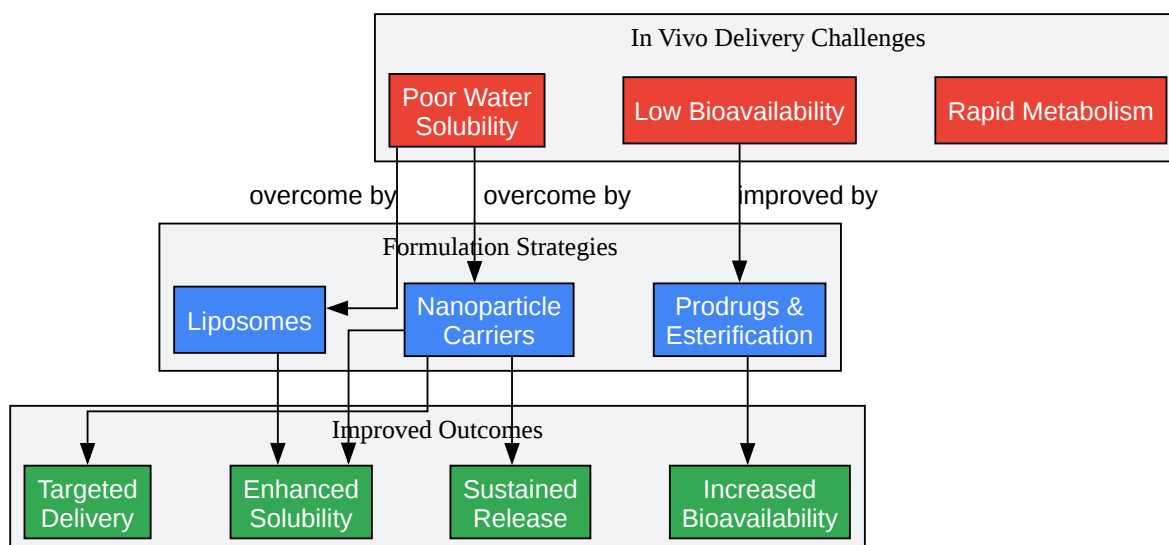 In Vivo Delivery Challenges
Poor Water
Solubility
Low Bioavailability
Rapid Metabolism
overcome by
overcome by
improved by
Formulation Strategies
Liposomes
Nanoparticle
Carriers
Prodrugs &
Esterification
Improved Outcomes
Targeted
Delivery
Enhanced
Solubility
Sustained
Release
Increased
Bioavailability